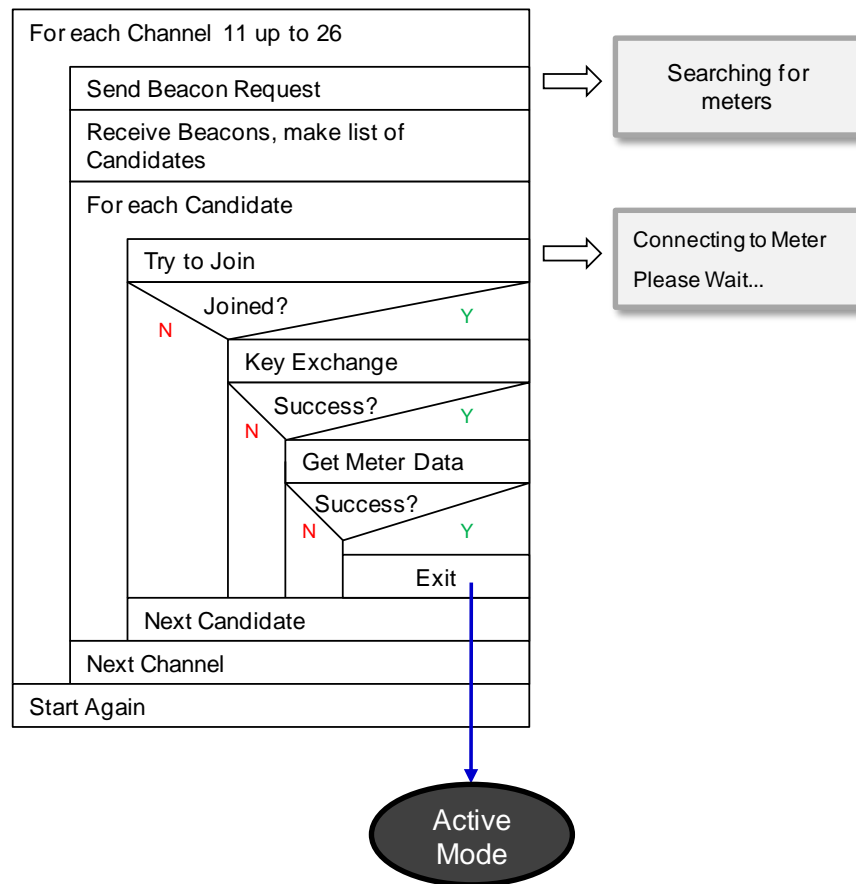 For each Channel 11 up to 26
Send Beacon Request
Searching for
meters
Receive Beacons, make list of
Candidates
For each Candidate
Try to Join
Connecting to Meter
Please Wait...
Joined?
N
Y
Key Exchange
Success?
N
Y
Get Meter Data
Success?
N
Y
Exit
Next Candidate
Next Channel
Start Again
Active
Mode